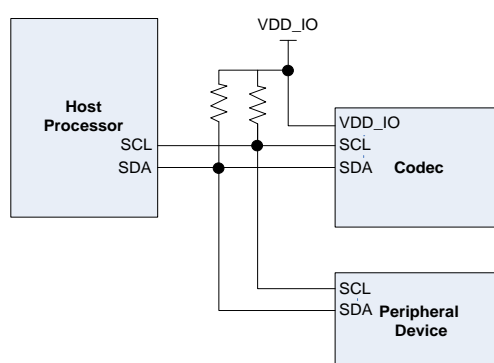 VDD_IO
Host
Processor
SCL
SDA
VDD_IO
SCL
SDA
Codec
SCL
SDA
Peripheral
Device